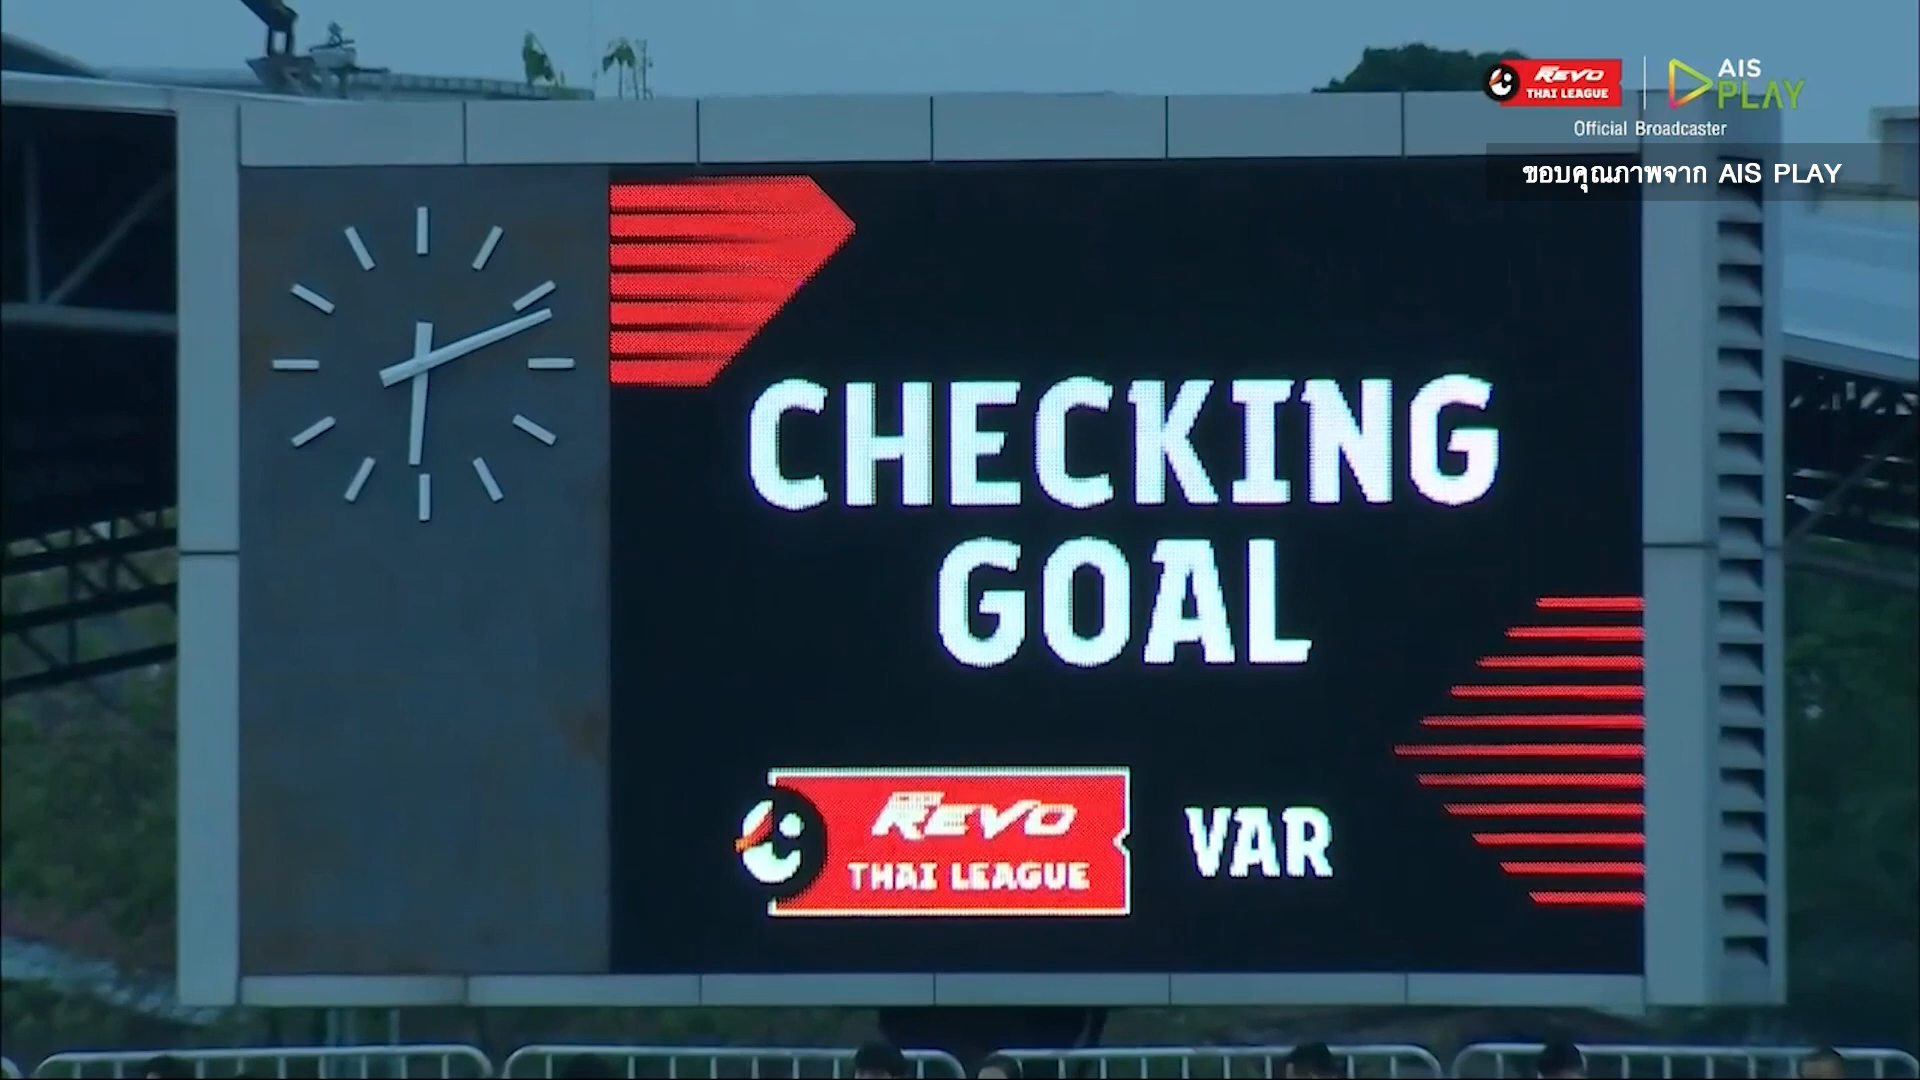 REVO
THAI LEAGUE
AIS
PLAY
Official Broadcaster
ขอบคุณภาพจาก AIS PLAY
CHECKING
GOAL
REVO
THAI LEAGUE
VAR